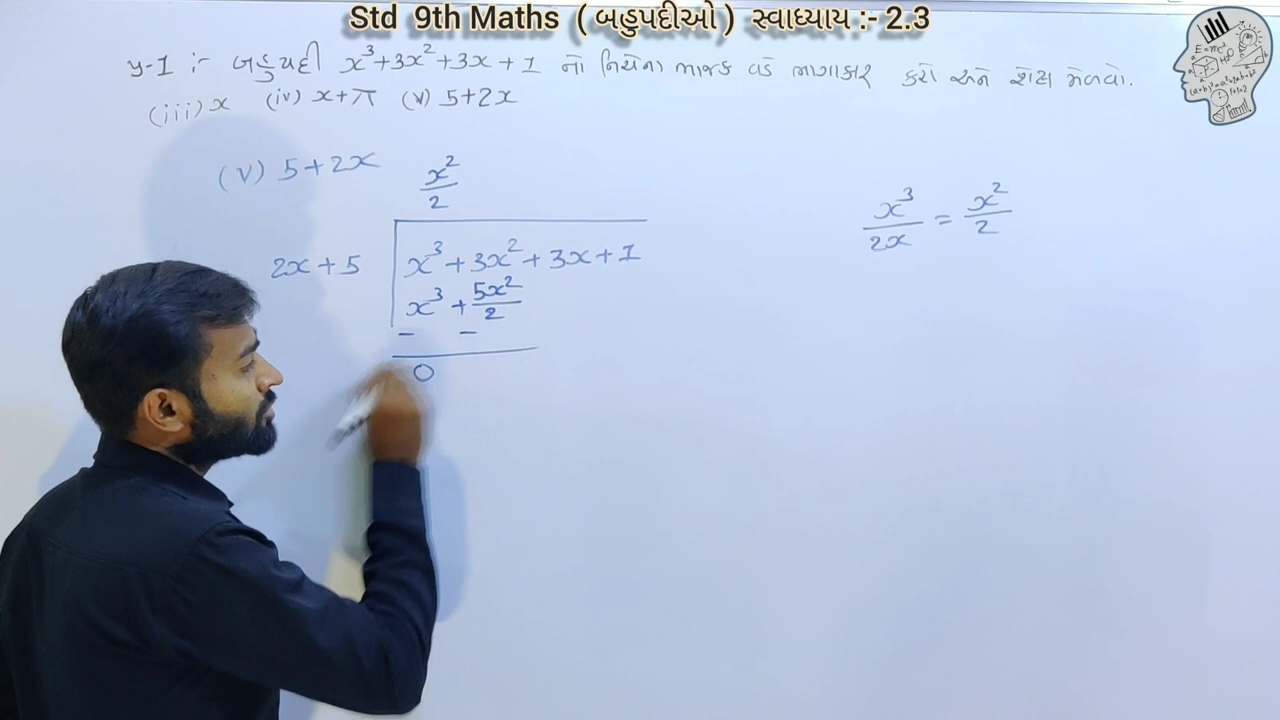 Std 9th Maths ( બહુપદીઓ ) સ્વાધ્યાય :- 2.3
પ્ર-1 :- બહુપદી x³+3x²+3x+1 નો નિચેના ભાજક વડે ભાગાકાર કરો અને શેષ મેળવો.
(iii) x (iv) x+π (v) 5+2x
(v) 5+2x
x²/2
2x+5
x³+3x²+3x+1
x³ + 5x²/2
- -
0
x³/2x = x²/2
E=mc²